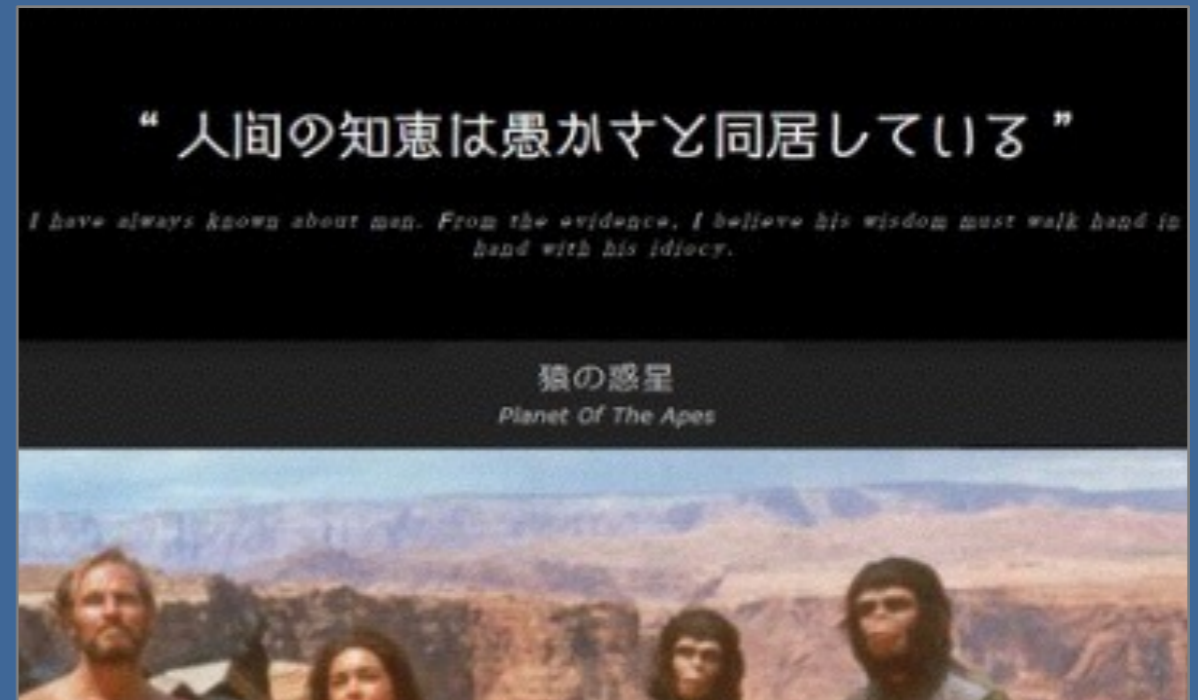 “ 人間の知恵は愚かさと同居している ”
I have always known about man. From the evidence, I believe his wisdom must walk hand in
hand with his idiocy.
猿の惑星
Planet Of The Apes